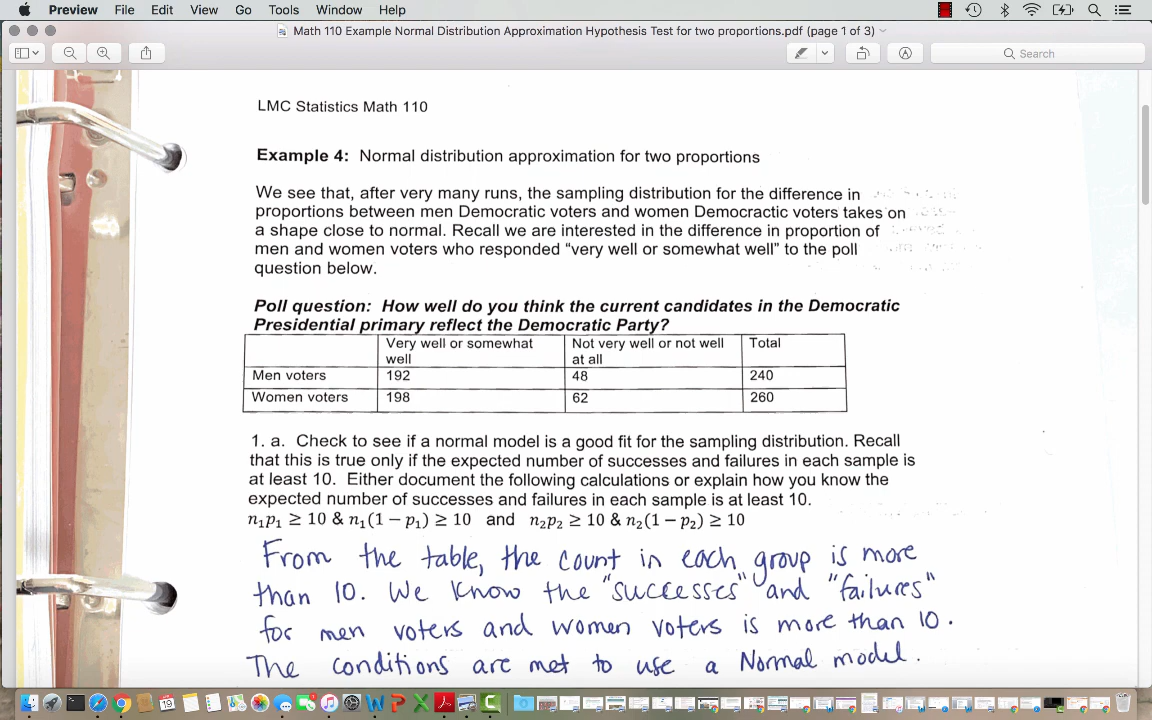 Preview File Edit View Go Tools Window Help
Math 110 Example Normal Distribution Approximation Hypothesis Test for two proportions.pdf (page 1 of 3)
Search
LMC Statistics Math 110
Example 4: Normal distribution approximation for two proportions
We see that, after very many runs, the sampling distribution for the difference in
proportions between men Democratic voters and women Democractic voters takes on
a shape close to normal. Recall we are interested in the difference in proportion of
men and women voters who responded “very well or somewhat well” to the poll
question below.
Poll question: How well do you think the current candidates in the Democratic
Presidential primary reflect the Democratic Party?
Very well or somewhat well Not very well or not well at all Total
Men voters 192 48 240
Women voters 198 62 260
1. a. Check to see if a normal model is a good fit for the sampling distribution. Recall
that this is true only if the expected number of successes and failures in each sample is
at least 10. Either document the following calculations or explain how you know the
expected number of successes and failures in each sample is at least 10.
n₁p₁ ≥ 10 & n₁(1 − p₁) ≥ 10 and n₂p₂ ≥ 10 & n₂(1 − p₂) ≥ 10
From the table, the count in each group is more
than 10. We know the "successes" and "failures"
for men voters and women voters is more than 10.
The conditions are met to use a Normal model.